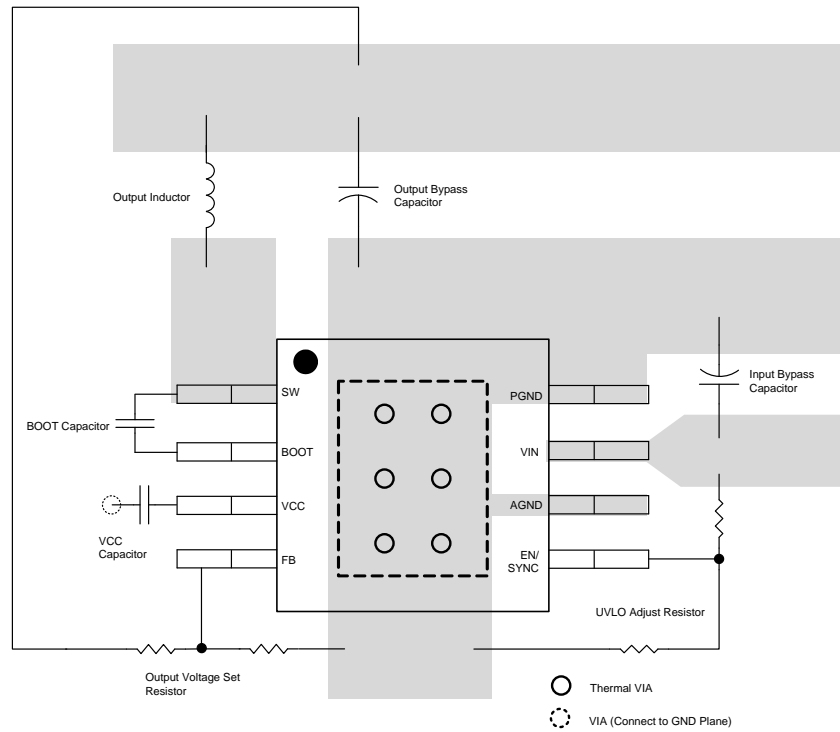 Output Inductor
Output Bypass
Capacitor
Input Bypass
Capacitor
SW
PGND
BOOT Capacitor
BOOT
VIN
VCC
AGND
VCC
Capacitor
FB
EN/
SYNC
UVLO Adjust Resistor
Output Voltage Set
Resistor
Thermal VIA
VIA (Connect to GND Plane)